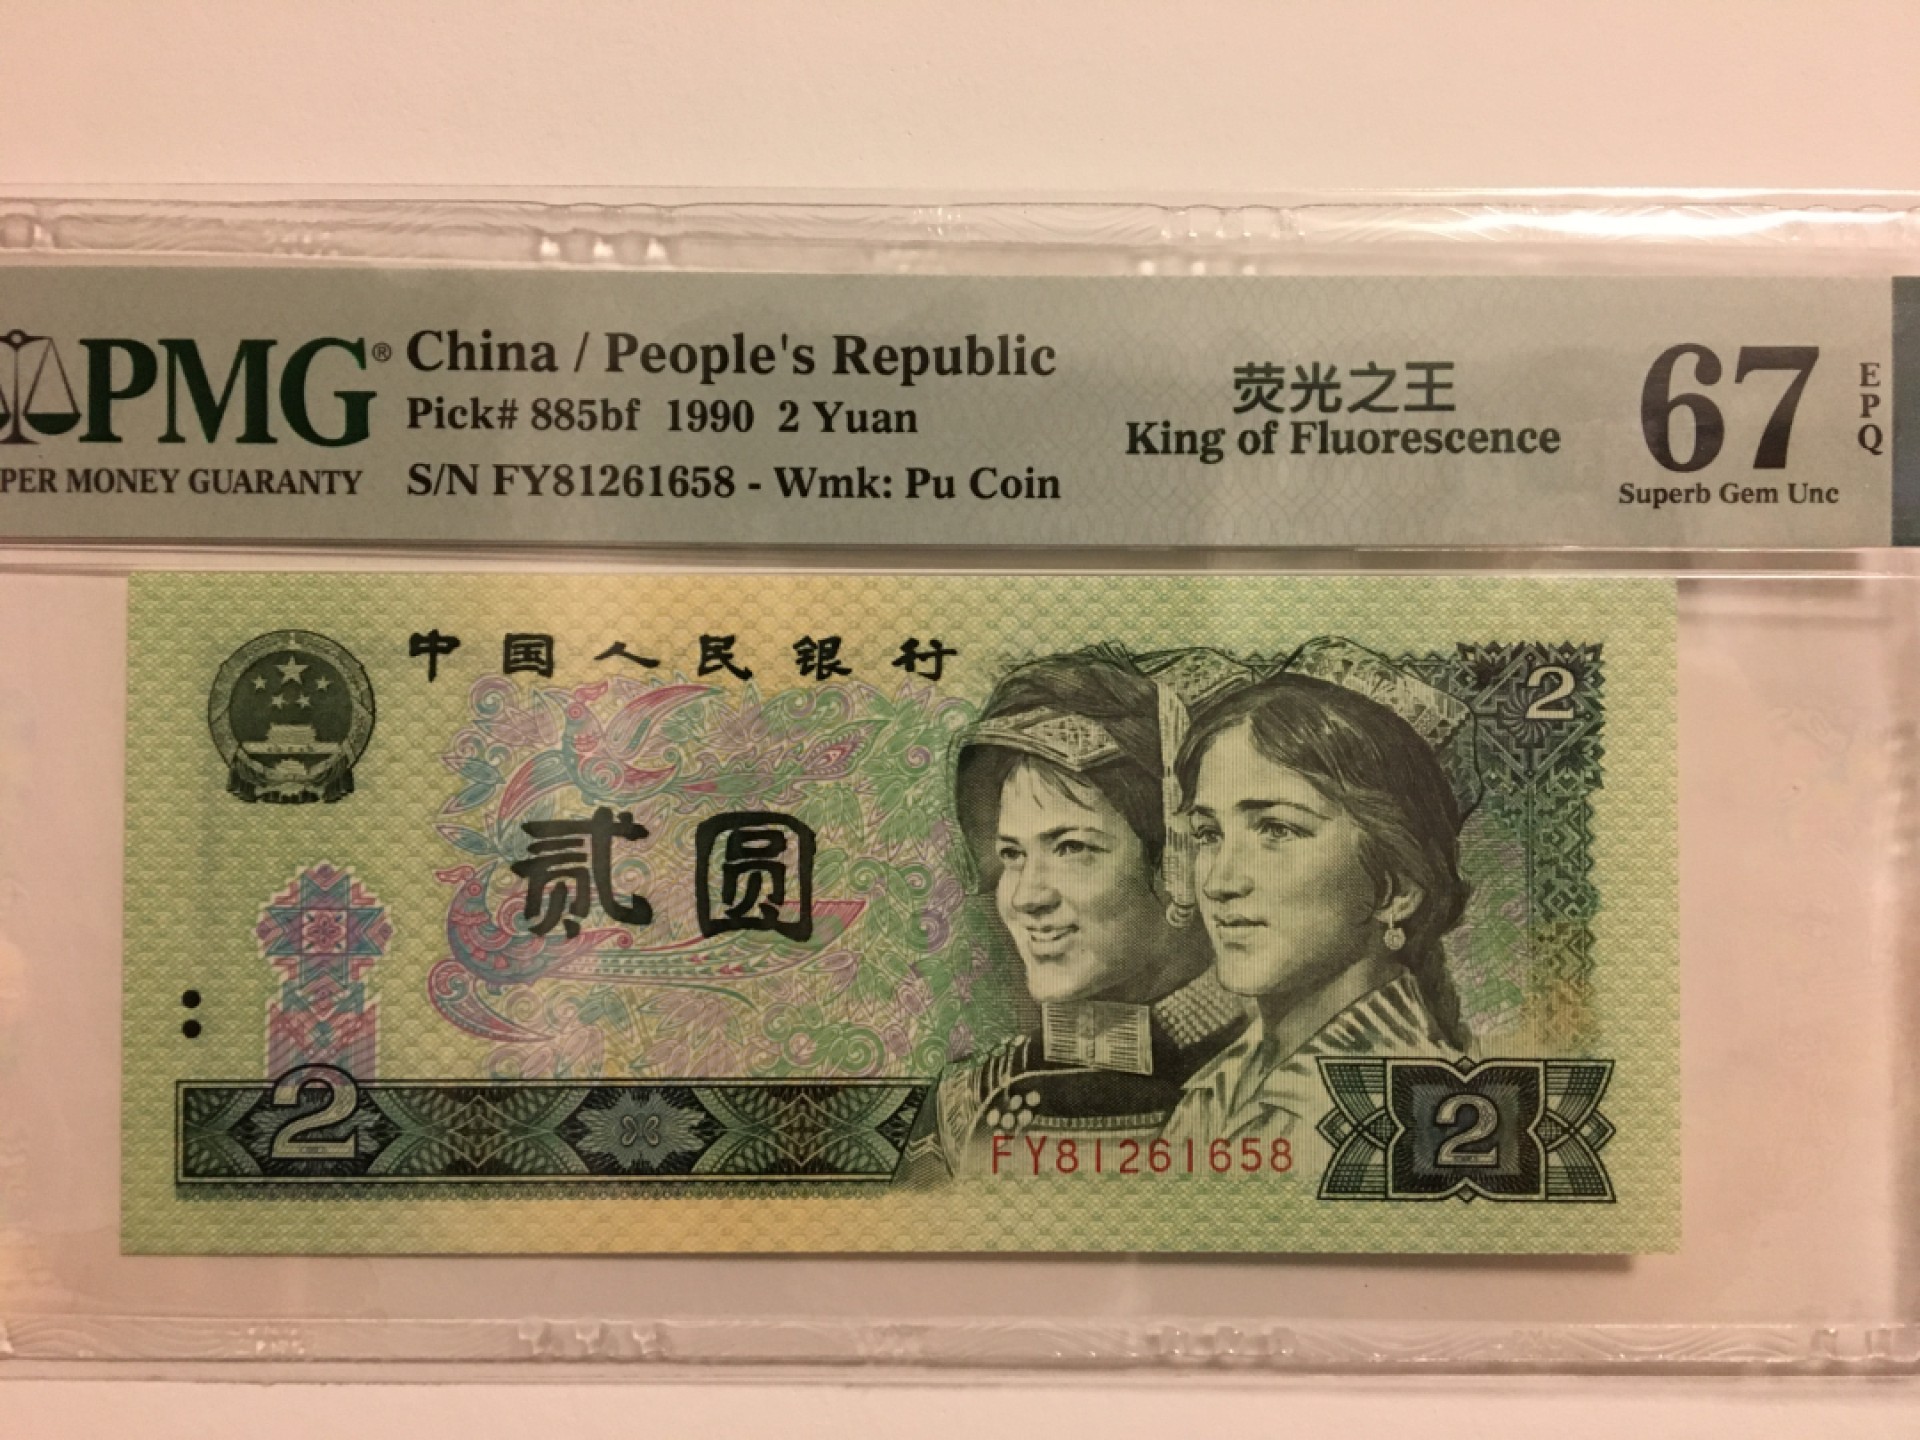 PMG®
PER MONEY GUARANTY
China / People's Republic
Pick# 885bf 1990 2 Yuan
S/N FY81261658 - Wmk: Pu Coin
荧光之王
King of Fluorescence
67
EPQ
Superb Gem Unc
中国人民银行
2
贰圆
2
FY81261658
2